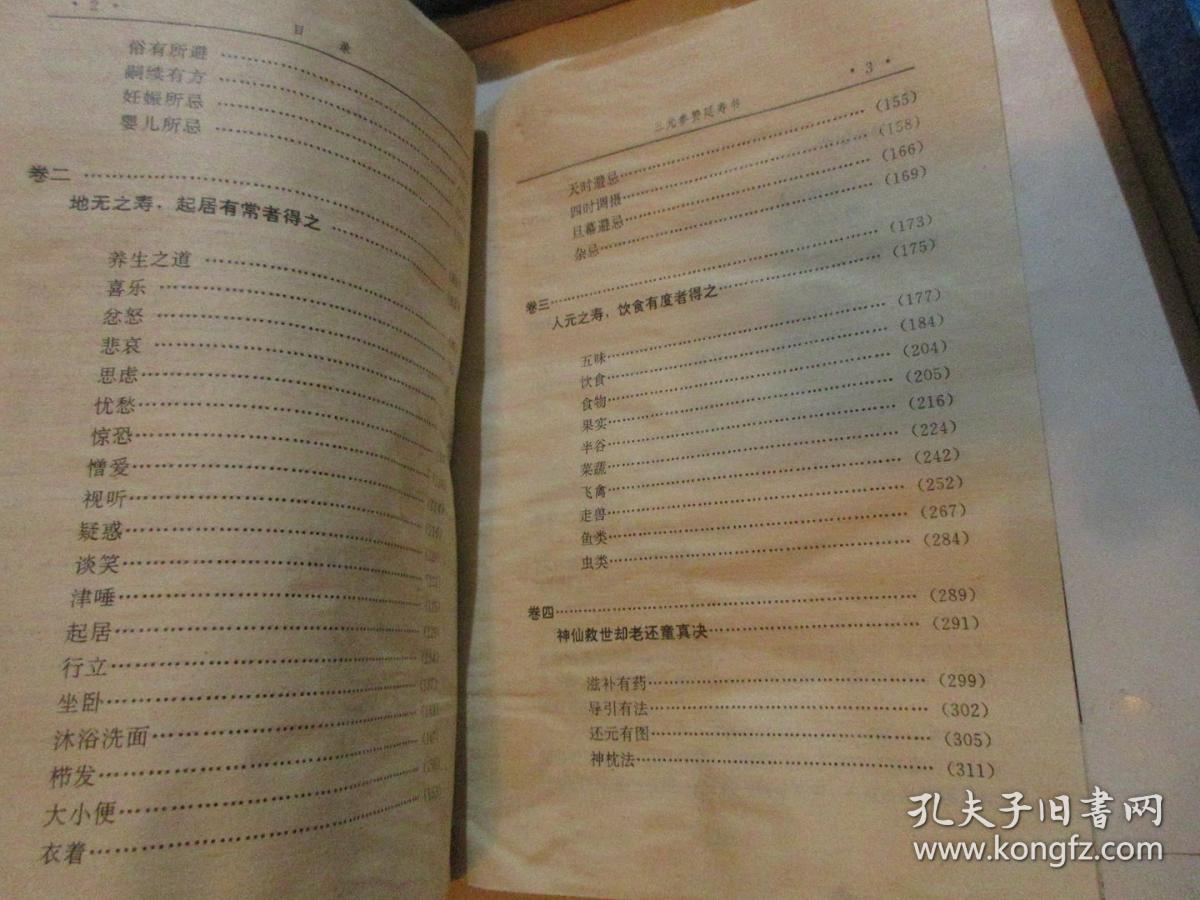 · 2 ·
目 录
俗有所避
嗣续有方
妊娠所忌
婴儿所忌
卷二
地无之寿，起居有常者得之
养生之道
喜乐
忿怒
悲哀
思虑
忧愁
惊恐
憎爱
视听
疑惑
谈笑
津唾
起居
行立
坐卧
沐浴洗面
栉发
大小便
衣着
· 3 ·
三元参赞延寿书
天时避忌 (155)
四时调摄 (158)
旦暮避忌 (166)
杂忌 (169)
卷三 (173)
人元之寿，饮食有度者得之 (175)
五味 (177)
饮食 (184)
食物 (204)
果实 (205)
半谷 (216)
菜蔬 (224)
飞禽 (242)
走兽 (252)
鱼类 (267)
虫类 (284)
卷四 (289)
神仙救世却老还童真决 (291)
滋补有药 (299)
导引有法 (302)
还元有图 (305)
神枕法 (311)
孔夫子旧书网
www.kongfz.com